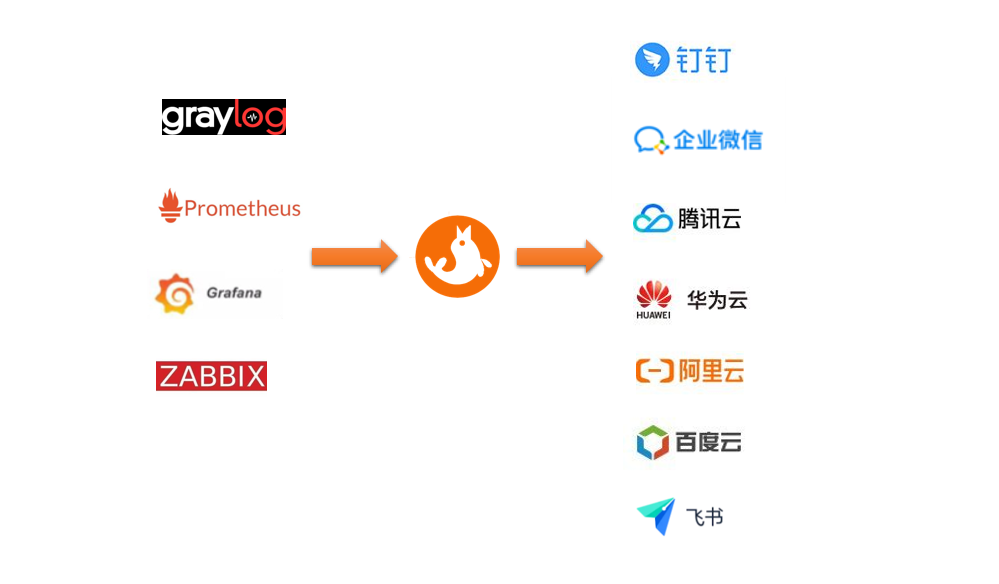 graylog
Prometheus
Grafana
ZABBIX
钉钉
企业微信
腾讯云
HUAWEI
华为云
阿里云
百度云
飞书